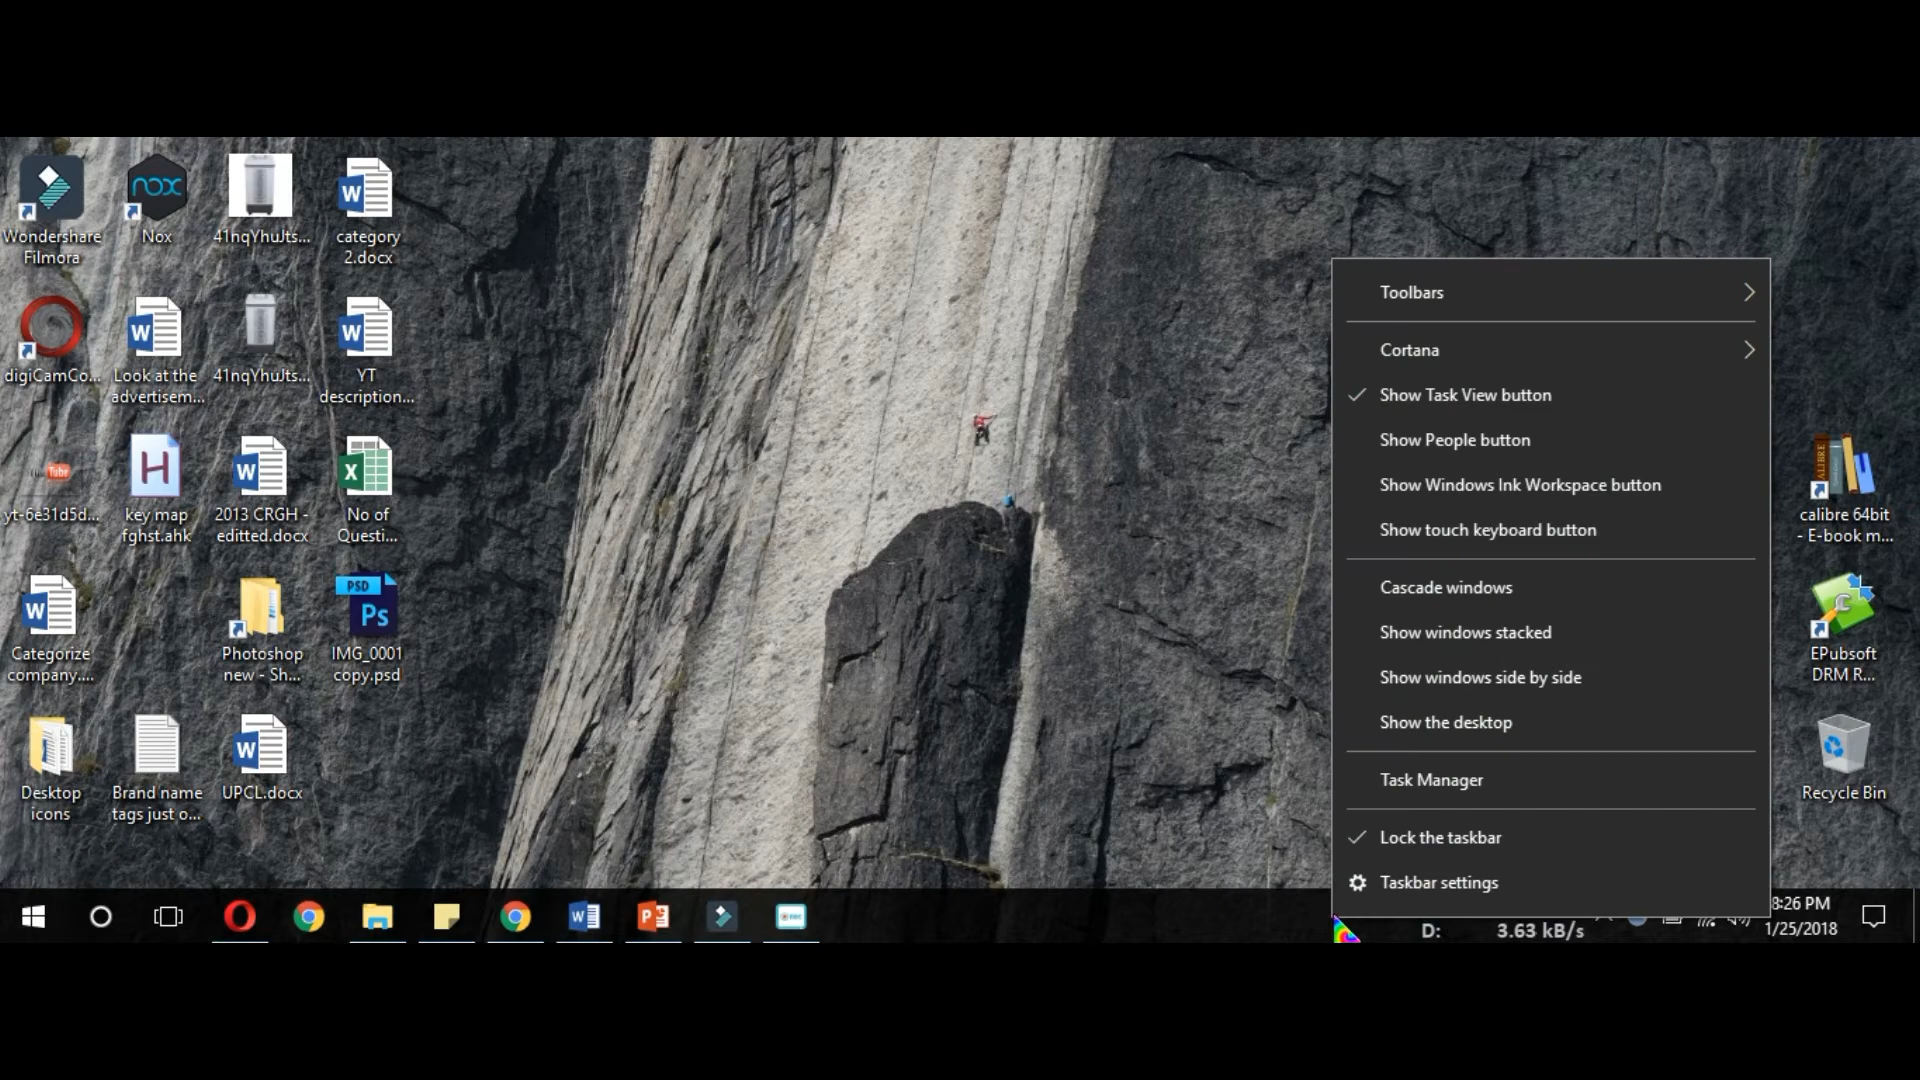 Wondershare
Filmora
Nox
nox
41nqYhuJts...
category
2.docx
digiCamCo...
Look at the
advertisem...
41nqYhuJts...
YT
description...
Tube
yt-6e31d5d...
key map
fghst.ahk
2013 CRGH -
editted.docx
No of
Questi...
Categorize
company....
Photoshop
new - Sh...
PSD
Ps
IMG_0001
copy.psd
Desktop
icons
Brand name
tags just o...
UPCL.docx
Toolbars
Cortana
Show Task View button
Show People button
Show Windows Ink Workspace button
Show touch keyboard button
Cascade windows
Show windows stacked
Show windows side by side
Show the desktop
Task Manager
Lock the taskbar
Taskbar settings
CALIBRE
calibre 64bit
- E-book m...
EPubsoft
DRM R...
Recycle Bin
D:
3.63 kB/s
8:26 PM
1/25/2018